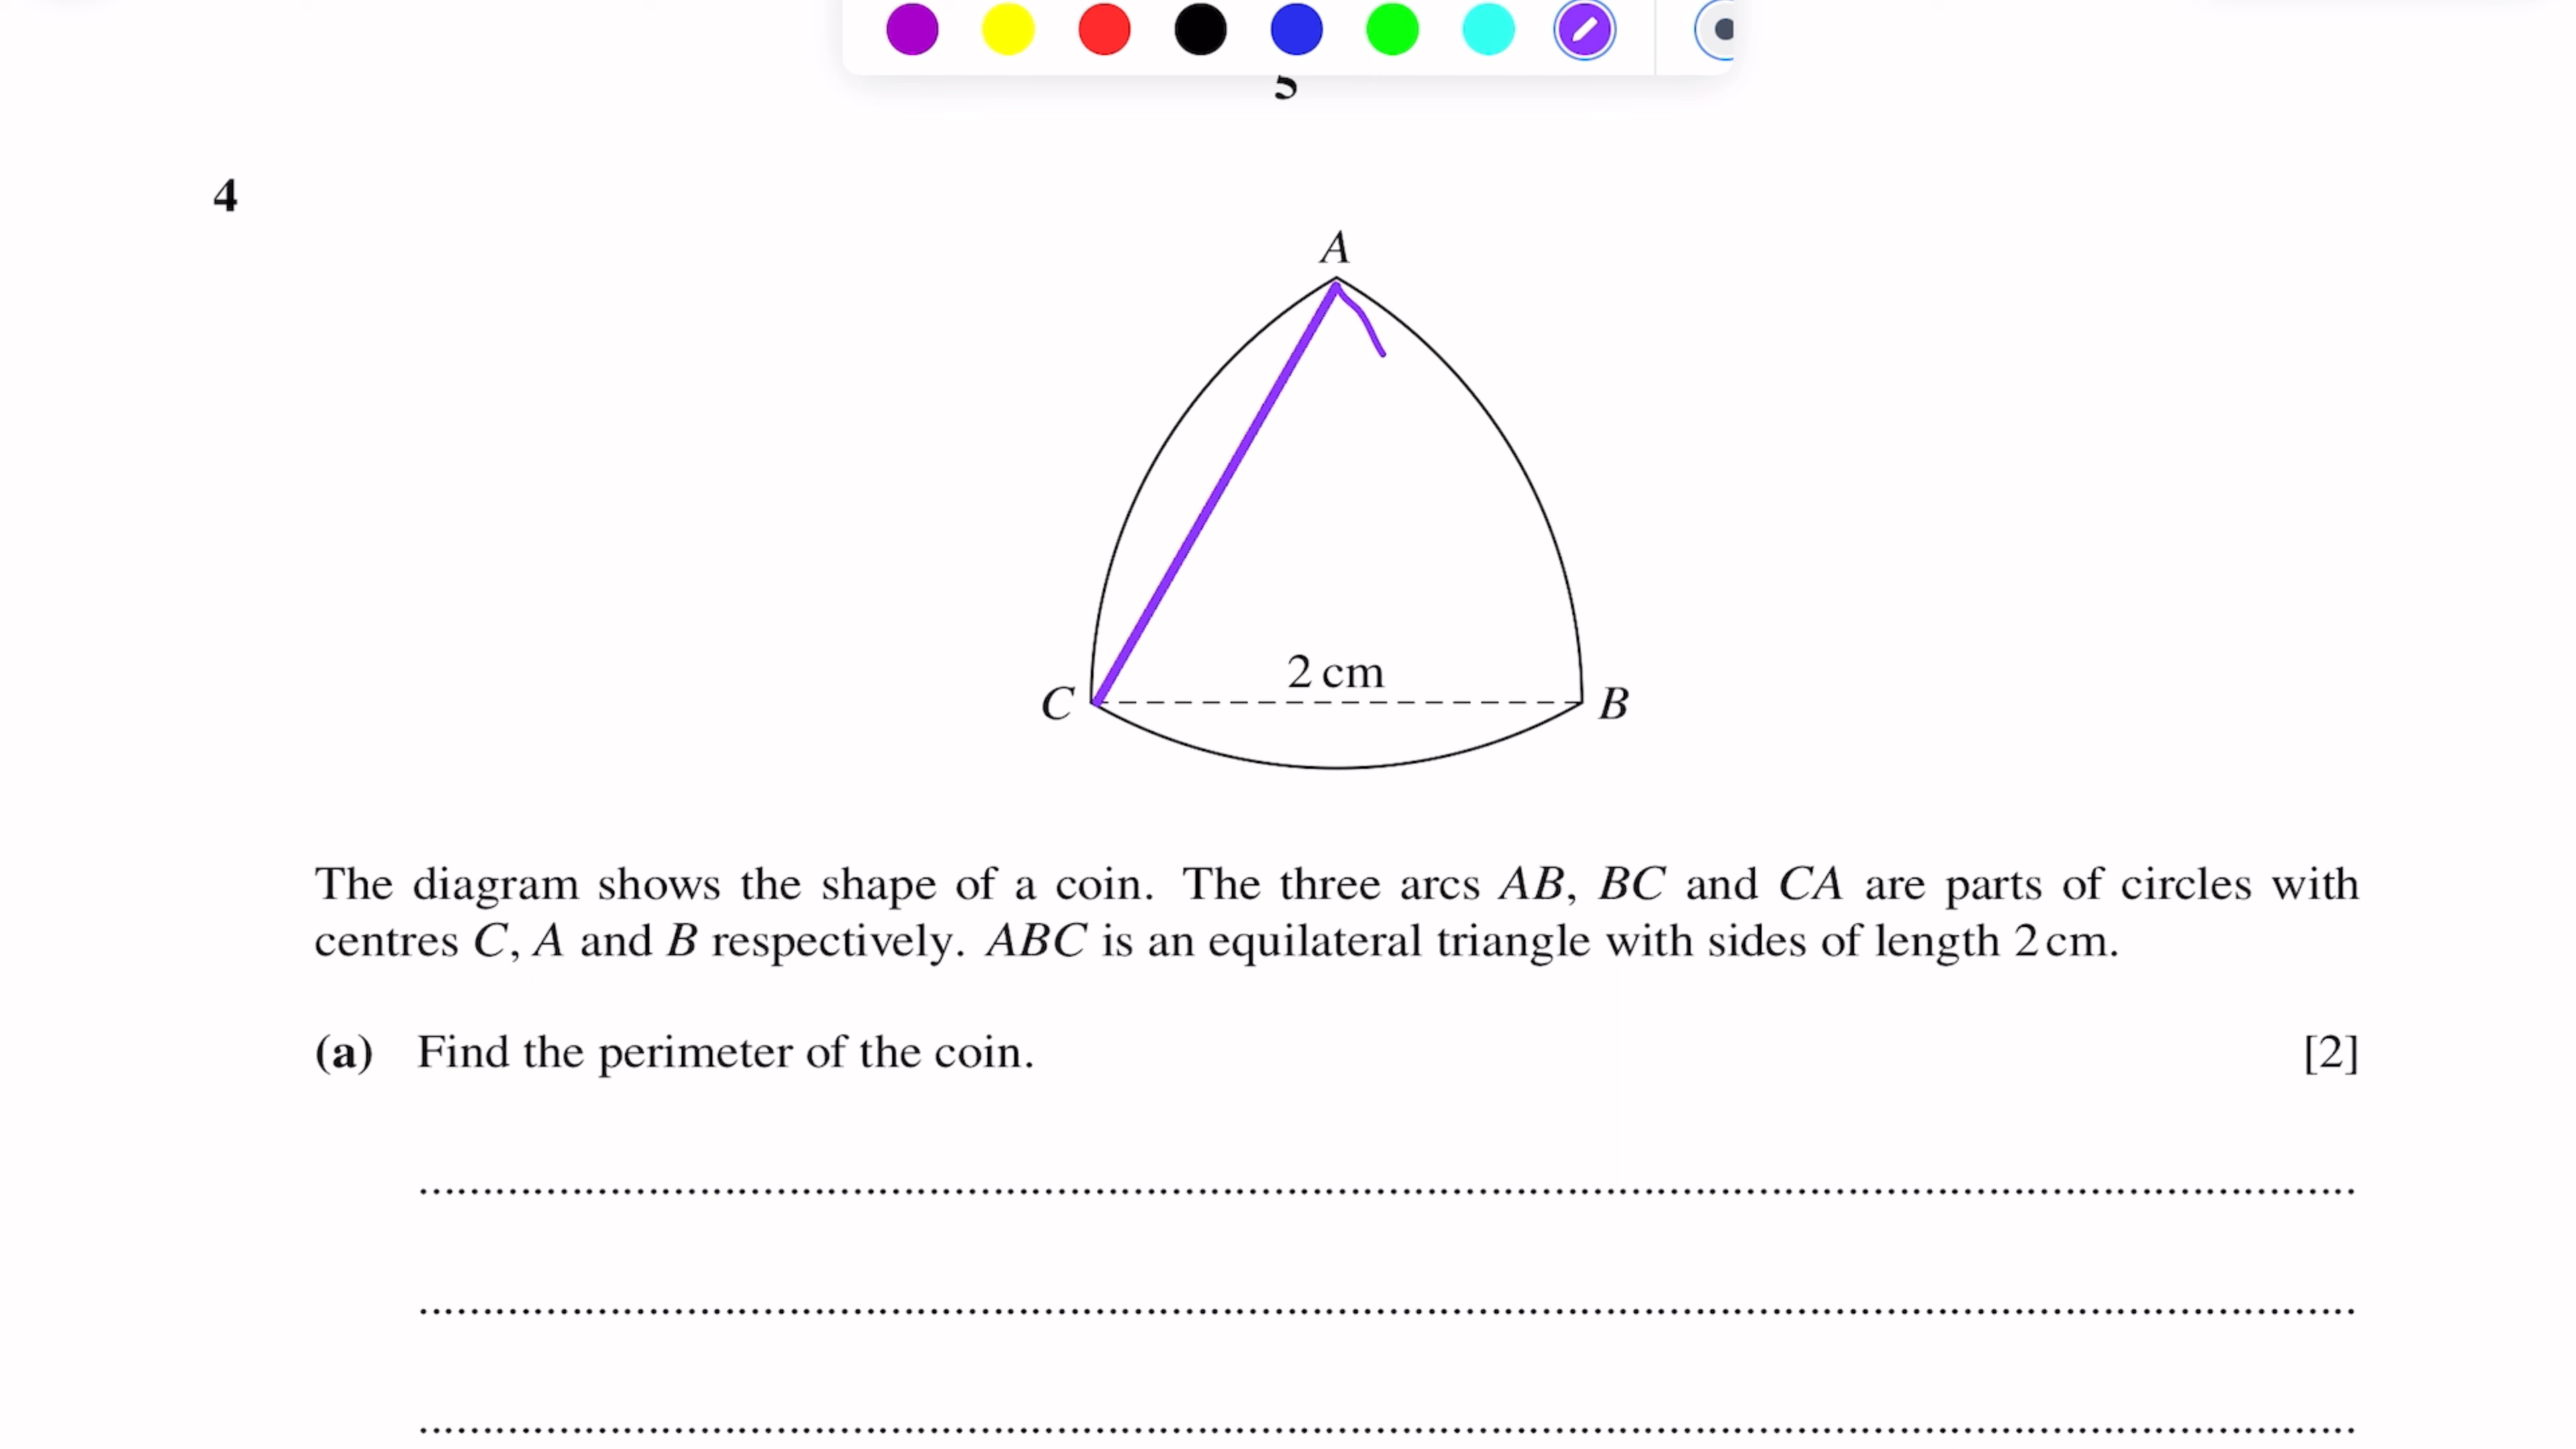 5
4
A
2 cm
C
B
The diagram shows the shape of a coin. The three arcs AB, BC and CA are parts of circles with
centres C, A and B respectively. ABC is an equilateral triangle with sides of length 2 cm.
(a) Find the perimeter of the coin. [2]